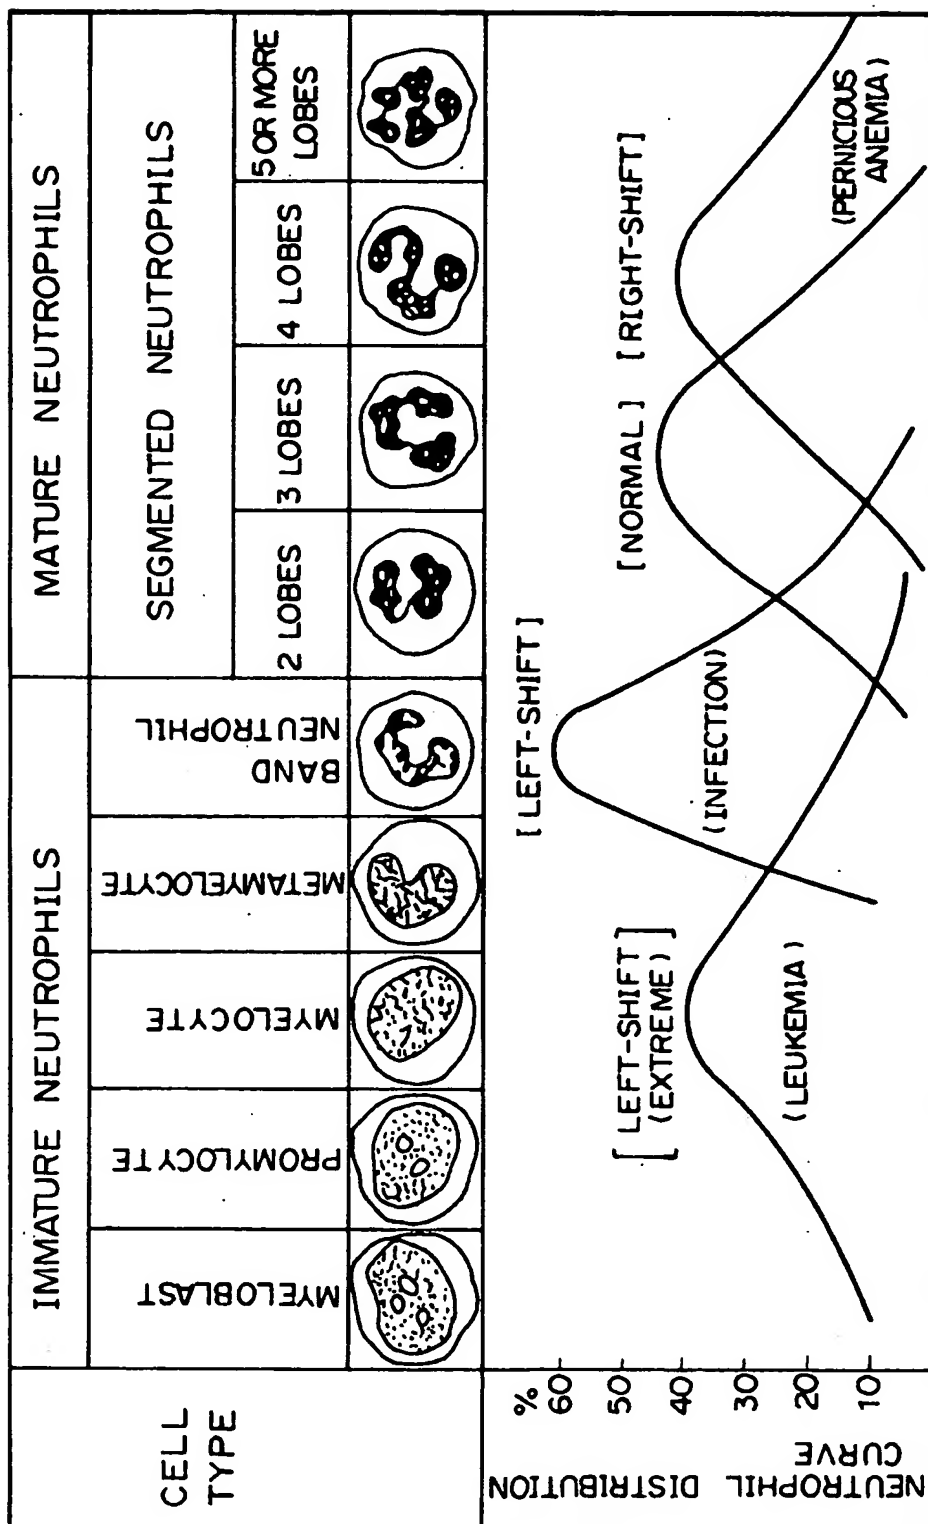 CELL
TYPE
IMMATURE NEUTROPHILS
MATURE NEUTROPHILS
SEGMENTED NEUTROPHILS
MYELOBLAST
PROMYLOCYTE
MYELOCYTE
METAMYELOCYTE
BAND
NEUTROPHIL
2 LOBES
3 LOBES
4 LOBES
5 OR MORE
LOBES
NEUTROPHIL DISTRIBUTION
CURVE
%
60
50
40
30
20
10
[LEFT-SHIFT
(EXTREME)]
(LEUKEMIA)
[LEFT-SHIFT]
(INFECTION)
[NORMAL]
[RIGHT-SHIFT]
(PERNICIOUS
ANEMIA)